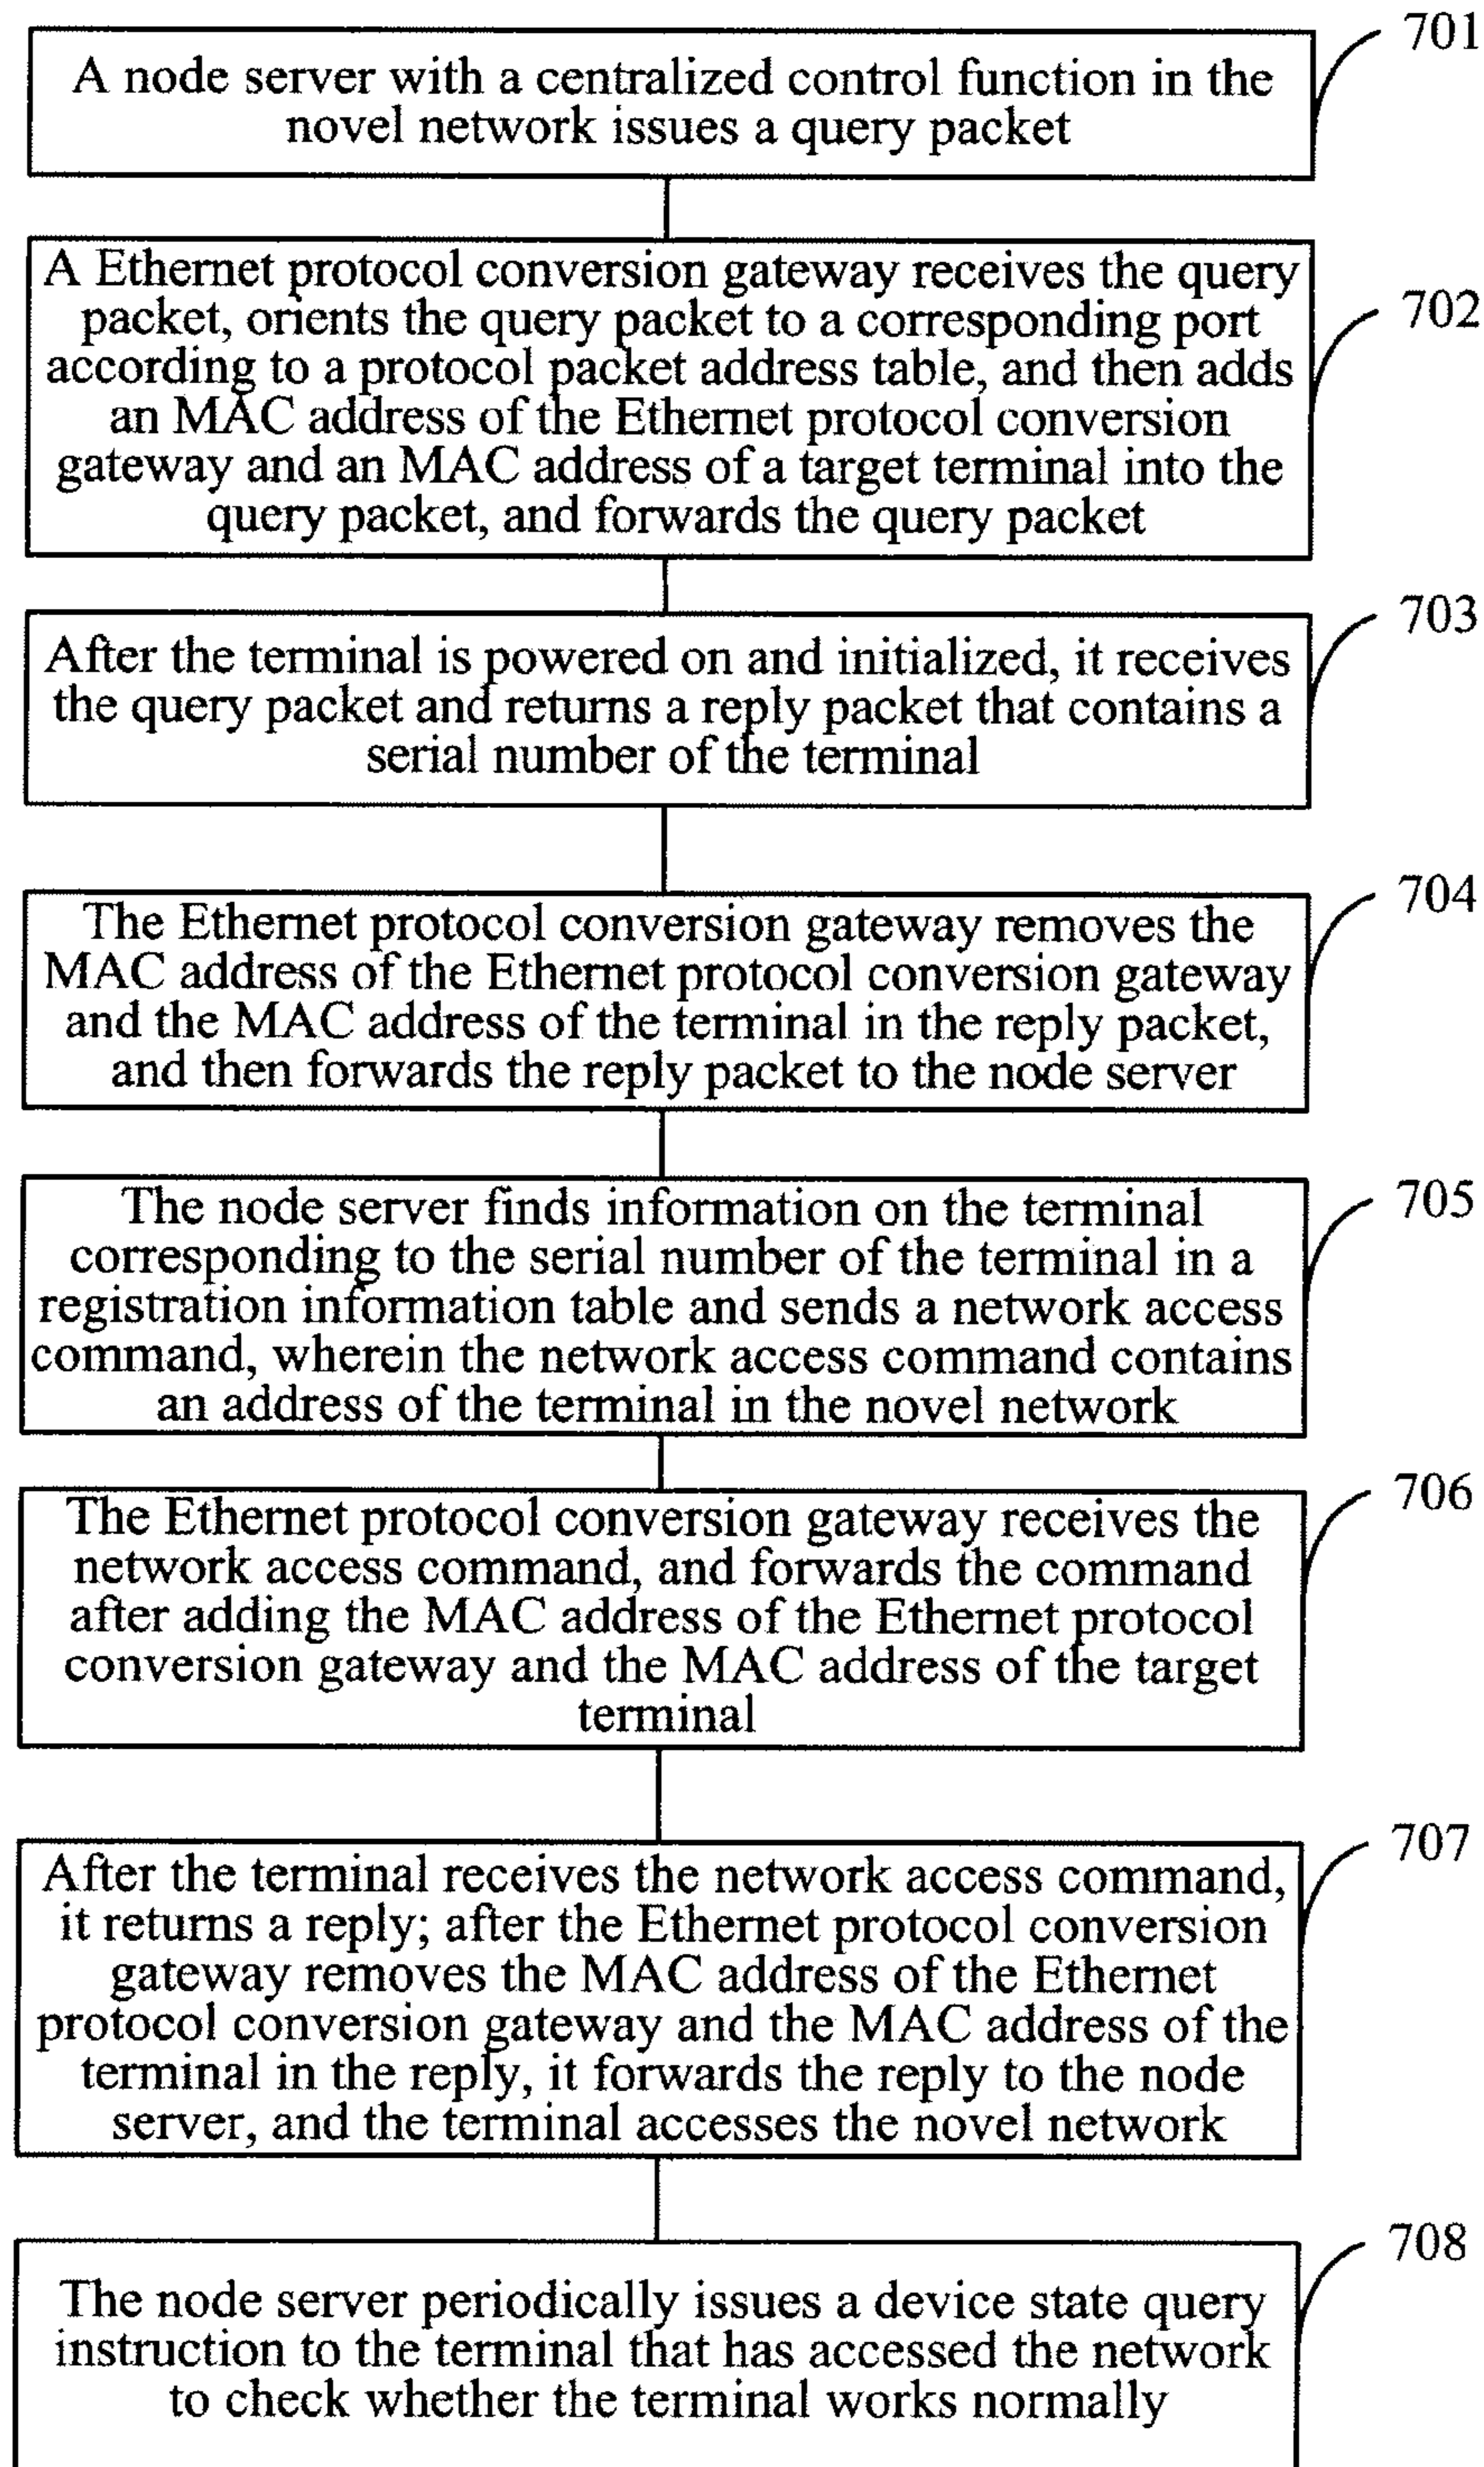 701
A node server with a centralized control function in the
novel network issues a query packet
702
A Ethernet protocol conversion gateway receives the query
packet, orients the query packet to a corresponding port
according to a protocol packet address table, and then adds
an MAC address of the Ethernet protocol conversion
gateway and an MAC address of a target terminal into the
query packet, and forwards the query packet
703
After the terminal is powered on and initialized, it receives
the query packet and returns a reply packet that contains a
serial number of the terminal
704
The Ethernet protocol conversion gateway removes the
MAC address of the Ethernet protocol conversion gateway
and the MAC address of the terminal in the reply packet,
and then forwards the reply packet to the node server
705
The node server finds information on the terminal
corresponding to the serial number of the terminal in a
registration information table and sends a network access
command, wherein the network access command contains
an address of the terminal in the novel network
706
The Ethernet protocol conversion gateway receives the
network access command, and forwards the command
after adding the MAC address of the Ethernet protocol
conversion gateway and the MAC address of the target
terminal
707
After the terminal receives the network access command,
it returns a reply; after the Ethernet protocol conversion
gateway removes the MAC address of the Ethernet
protocol conversion gateway and the MAC address of the
terminal in the reply, it forwards the reply to the node
server, and the terminal accesses the novel network
708
The node server periodically issues a device state query
instruction to the terminal that has accessed the network
to check whether the terminal works normally